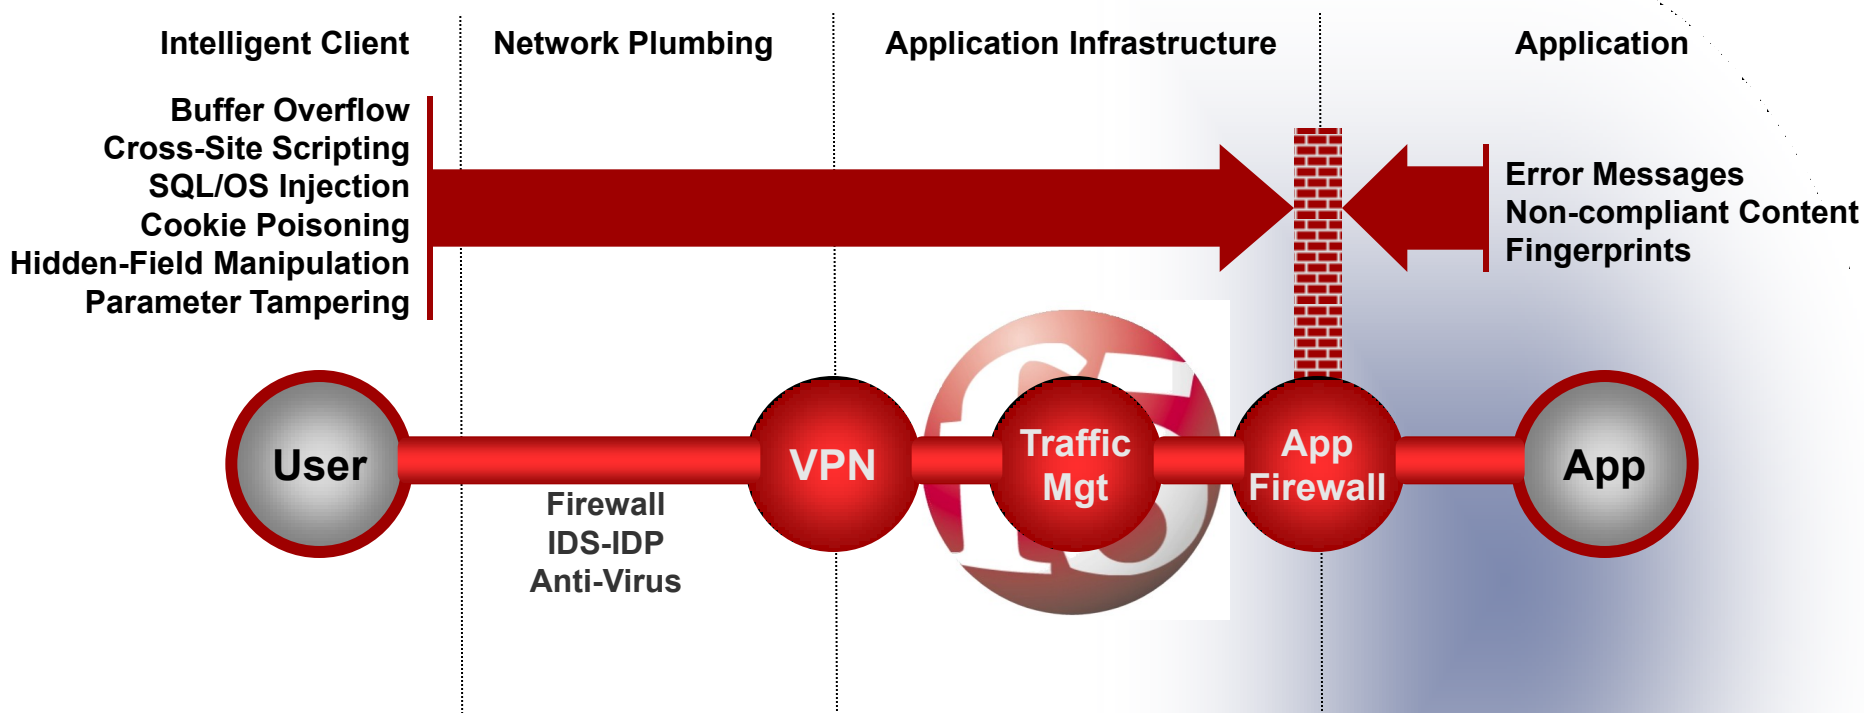 Intelligent Client
Network Plumbing
Application Infrastructure
Application
Buffer Overflow
Cross-Site Scripting
SQL/OS Injection
Cookie Poisoning
Hidden-Field Manipulation
Parameter Tampering
Error Messages
Non-compliant Content
Fingerprints
User
VPN
f5
Traffic
Mgt
App
Firewall
App
Firewall
IDS-IDP
Anti-Virus